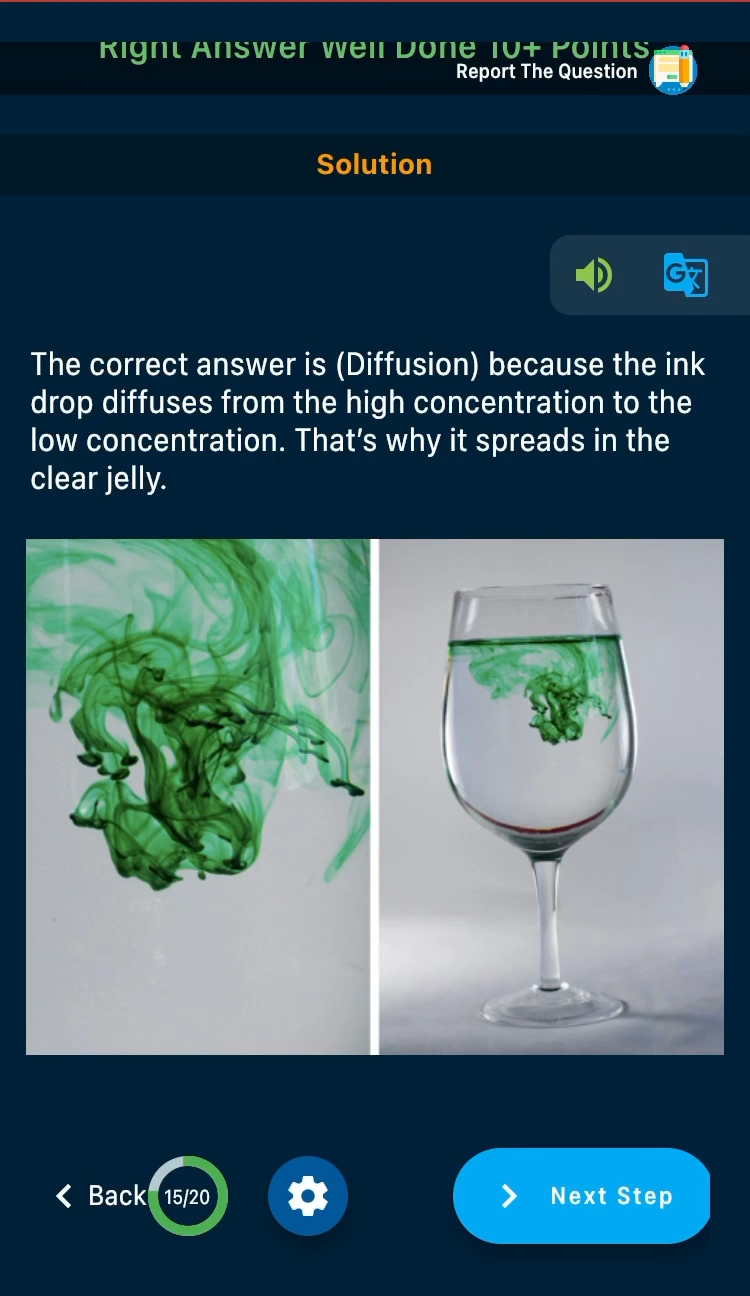 Right Answer Well Done 10+ Points
Report The Question
Solution
The correct answer is (Diffusion) because the ink
drop diffuses from the high concentration to the
low concentration. That's why it spreads in the
clear jelly.
Back 15/20 Next Step